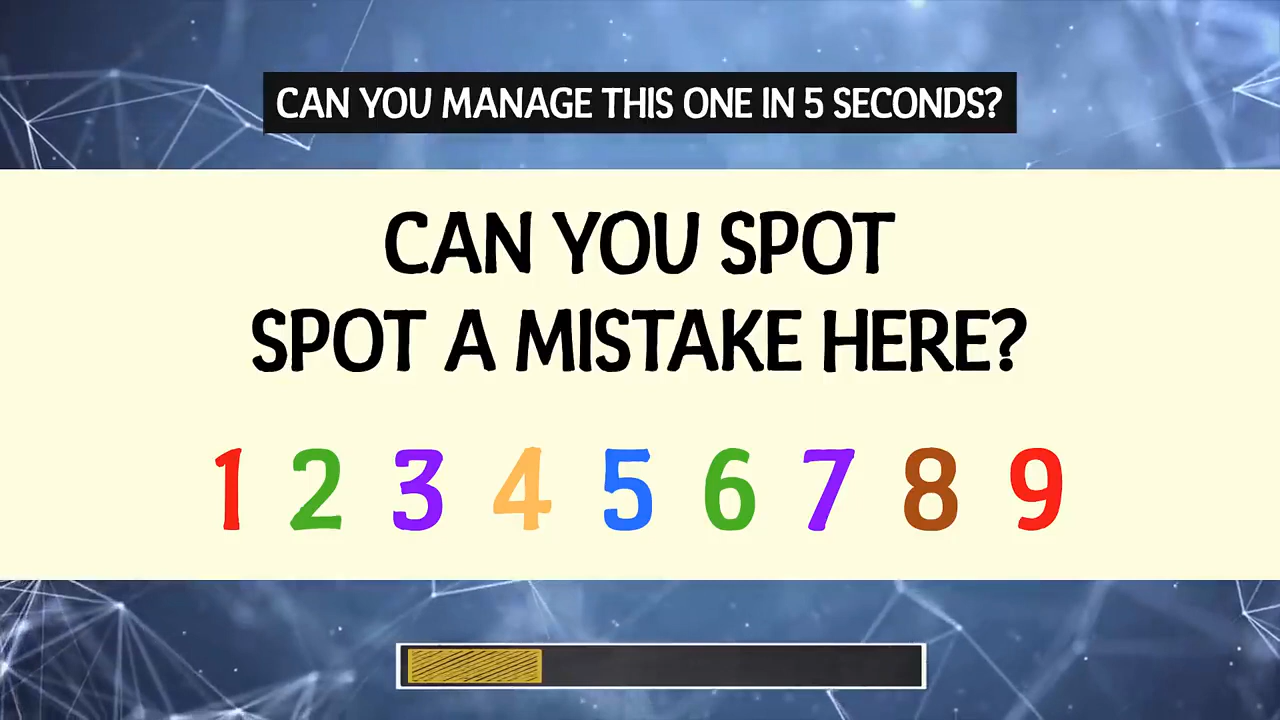 CAN YOU MANAGE THIS ONE IN 5 SECONDS?
CAN YOU SPOT
SPOT A MISTAKE HERE?
1 2 3 4 5 6 7 8 9